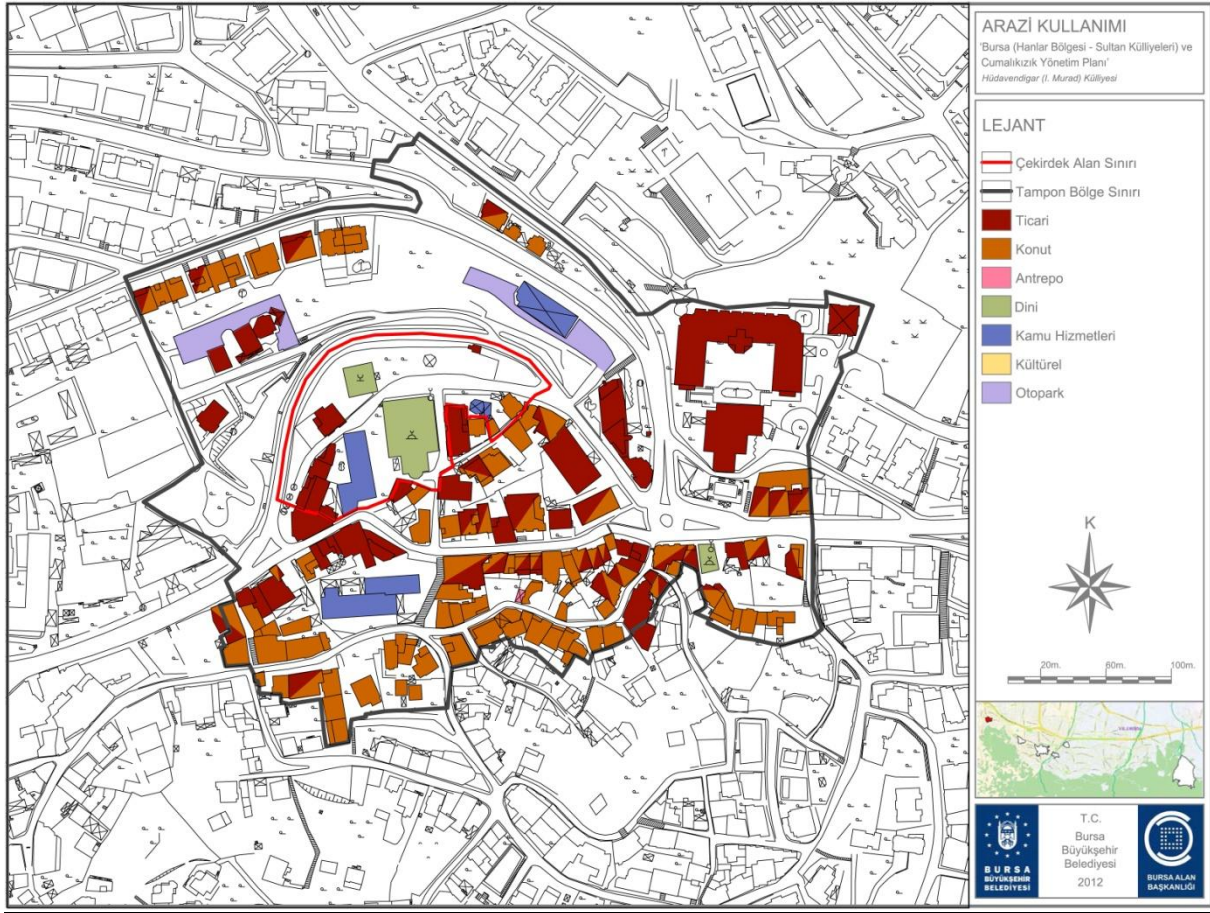 ARAZİ KULLANIMI
'Bursa (Hanlar Bölgesi - Sultan Külliyeleri) ve
Cumalıkızık Yönetim Planı'
Hüdavendigar (I. Murad) Külliyesi
LEJANT
Çekirdek Alan Sınırı
Tampon Bölge Sınırı
Ticari
Konut
Antrepo
Dini
Kamu Hizmetleri
Kültürel
Otopark
K
20m. 60m. 100m.
YILDIRIM
BURSA
BÜYÜKŞEHİR
BELEDİYESİ
T.C.
Bursa
Büyükşehir
Belediyesi
2012
BURSA ALAN
BAŞKANLIĞI